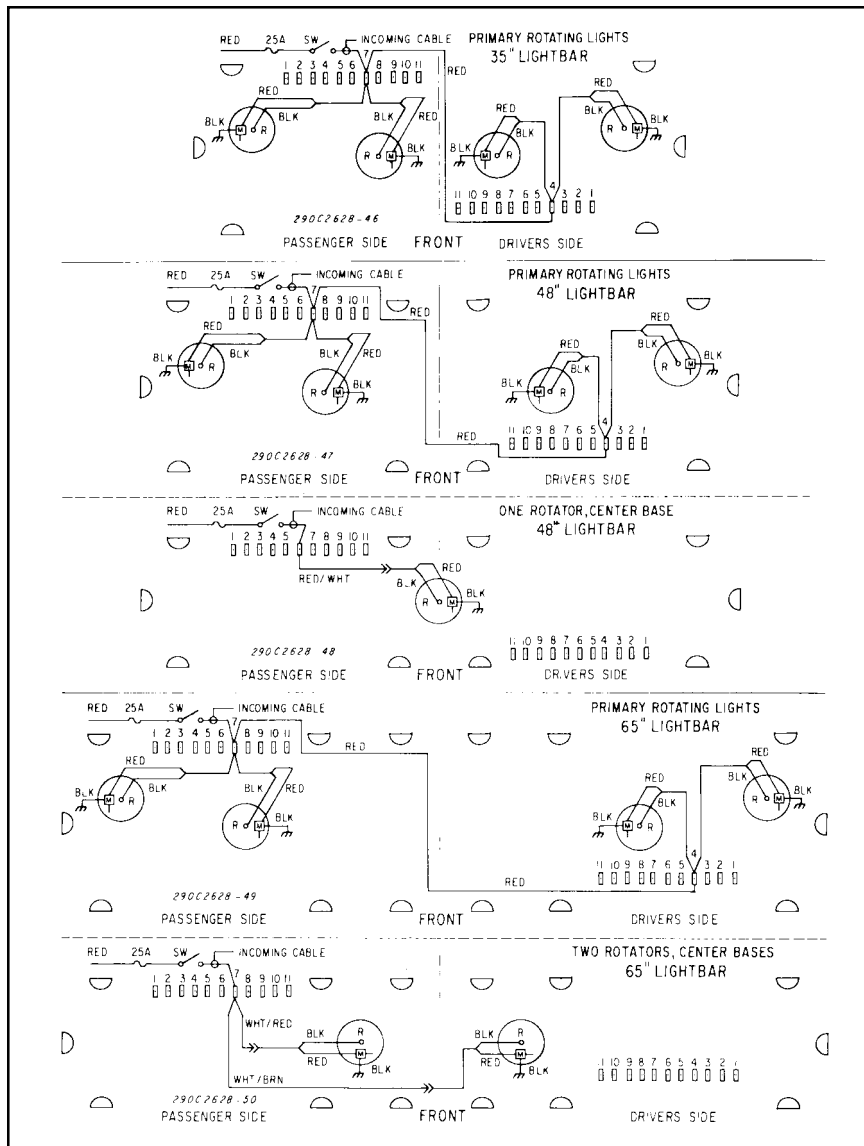 RED 25A SW INCOMING CABLE PRIMARY ROTATING LIGHTS
35" LIGHTBAR
7
1 2 3 4 5 6 8 9 10 11
RED
RED
BLK
BLK
M R
BLK
RED
R M
BLK
RED
BLK
BLK
M R
RED
BLK
R M
BLK
4
11 10 9 8 7 6 5 3 2 1
290C2628-46
PASSENGER SIDE FRONT DRIVERS SIDE
RED 25A SW INCOMING CABLE PRIMARY ROTATING LIGHTS
48" LIGHTBAR
7
1 2 3 4 5 6 8 9 10 11
RED
BLK
BLK
M R
BLK
RED
R M
BLK
RED
BLK
BLK
M R
RED
BLK
R M
BLK
4
11 10 9 8 7 6 5 3 2 1
RED
290C2628-47
PASSENGER SIDE FRONT DRIVERS SIDE
RED 25A SW INCOMING CABLE ONE ROTATOR, CENTER BASE
48" LIGHTBAR
1 2 3 4 5 7 8 9 10 11
RED/WHT
RED
BLK
R M
BLK
11 10 9 8 7 6 5 4 3 2 1
290C2628-48
PASSENGER SIDE FRONT DRIVERS SIDE
RED 25A SW INCOMING CABLE PRIMARY ROTATING LIGHTS
65" LIGHTBAR
7
1 2 3 4 5 6 8 9 10 11
RED
RED
BLK
BLK
M R
BLK
RED
R M
BLK
RED
BLK
BLK
M R
RED
BLK
R M
BLK
4
11 10 9 8 7 6 5 3 2 1
RED
290C2628-49
PASSENGER SIDE FRONT DRIVERS SIDE
RED 25A SW INCOMING CABLE TWO ROTATORS, CENTER BASES
65" LIGHTBAR
7
1 2 3 4 5 6 8 9 10 11
WHT/RED
BLK
RED
R
M
BLK
BLK
RED
R
M
BLK
WHT/BRN
11 10 9 8 7 6 5 4 3 2 1
290C2628-50
PASSENGER SIDE FRONT DRIVERS SIDE